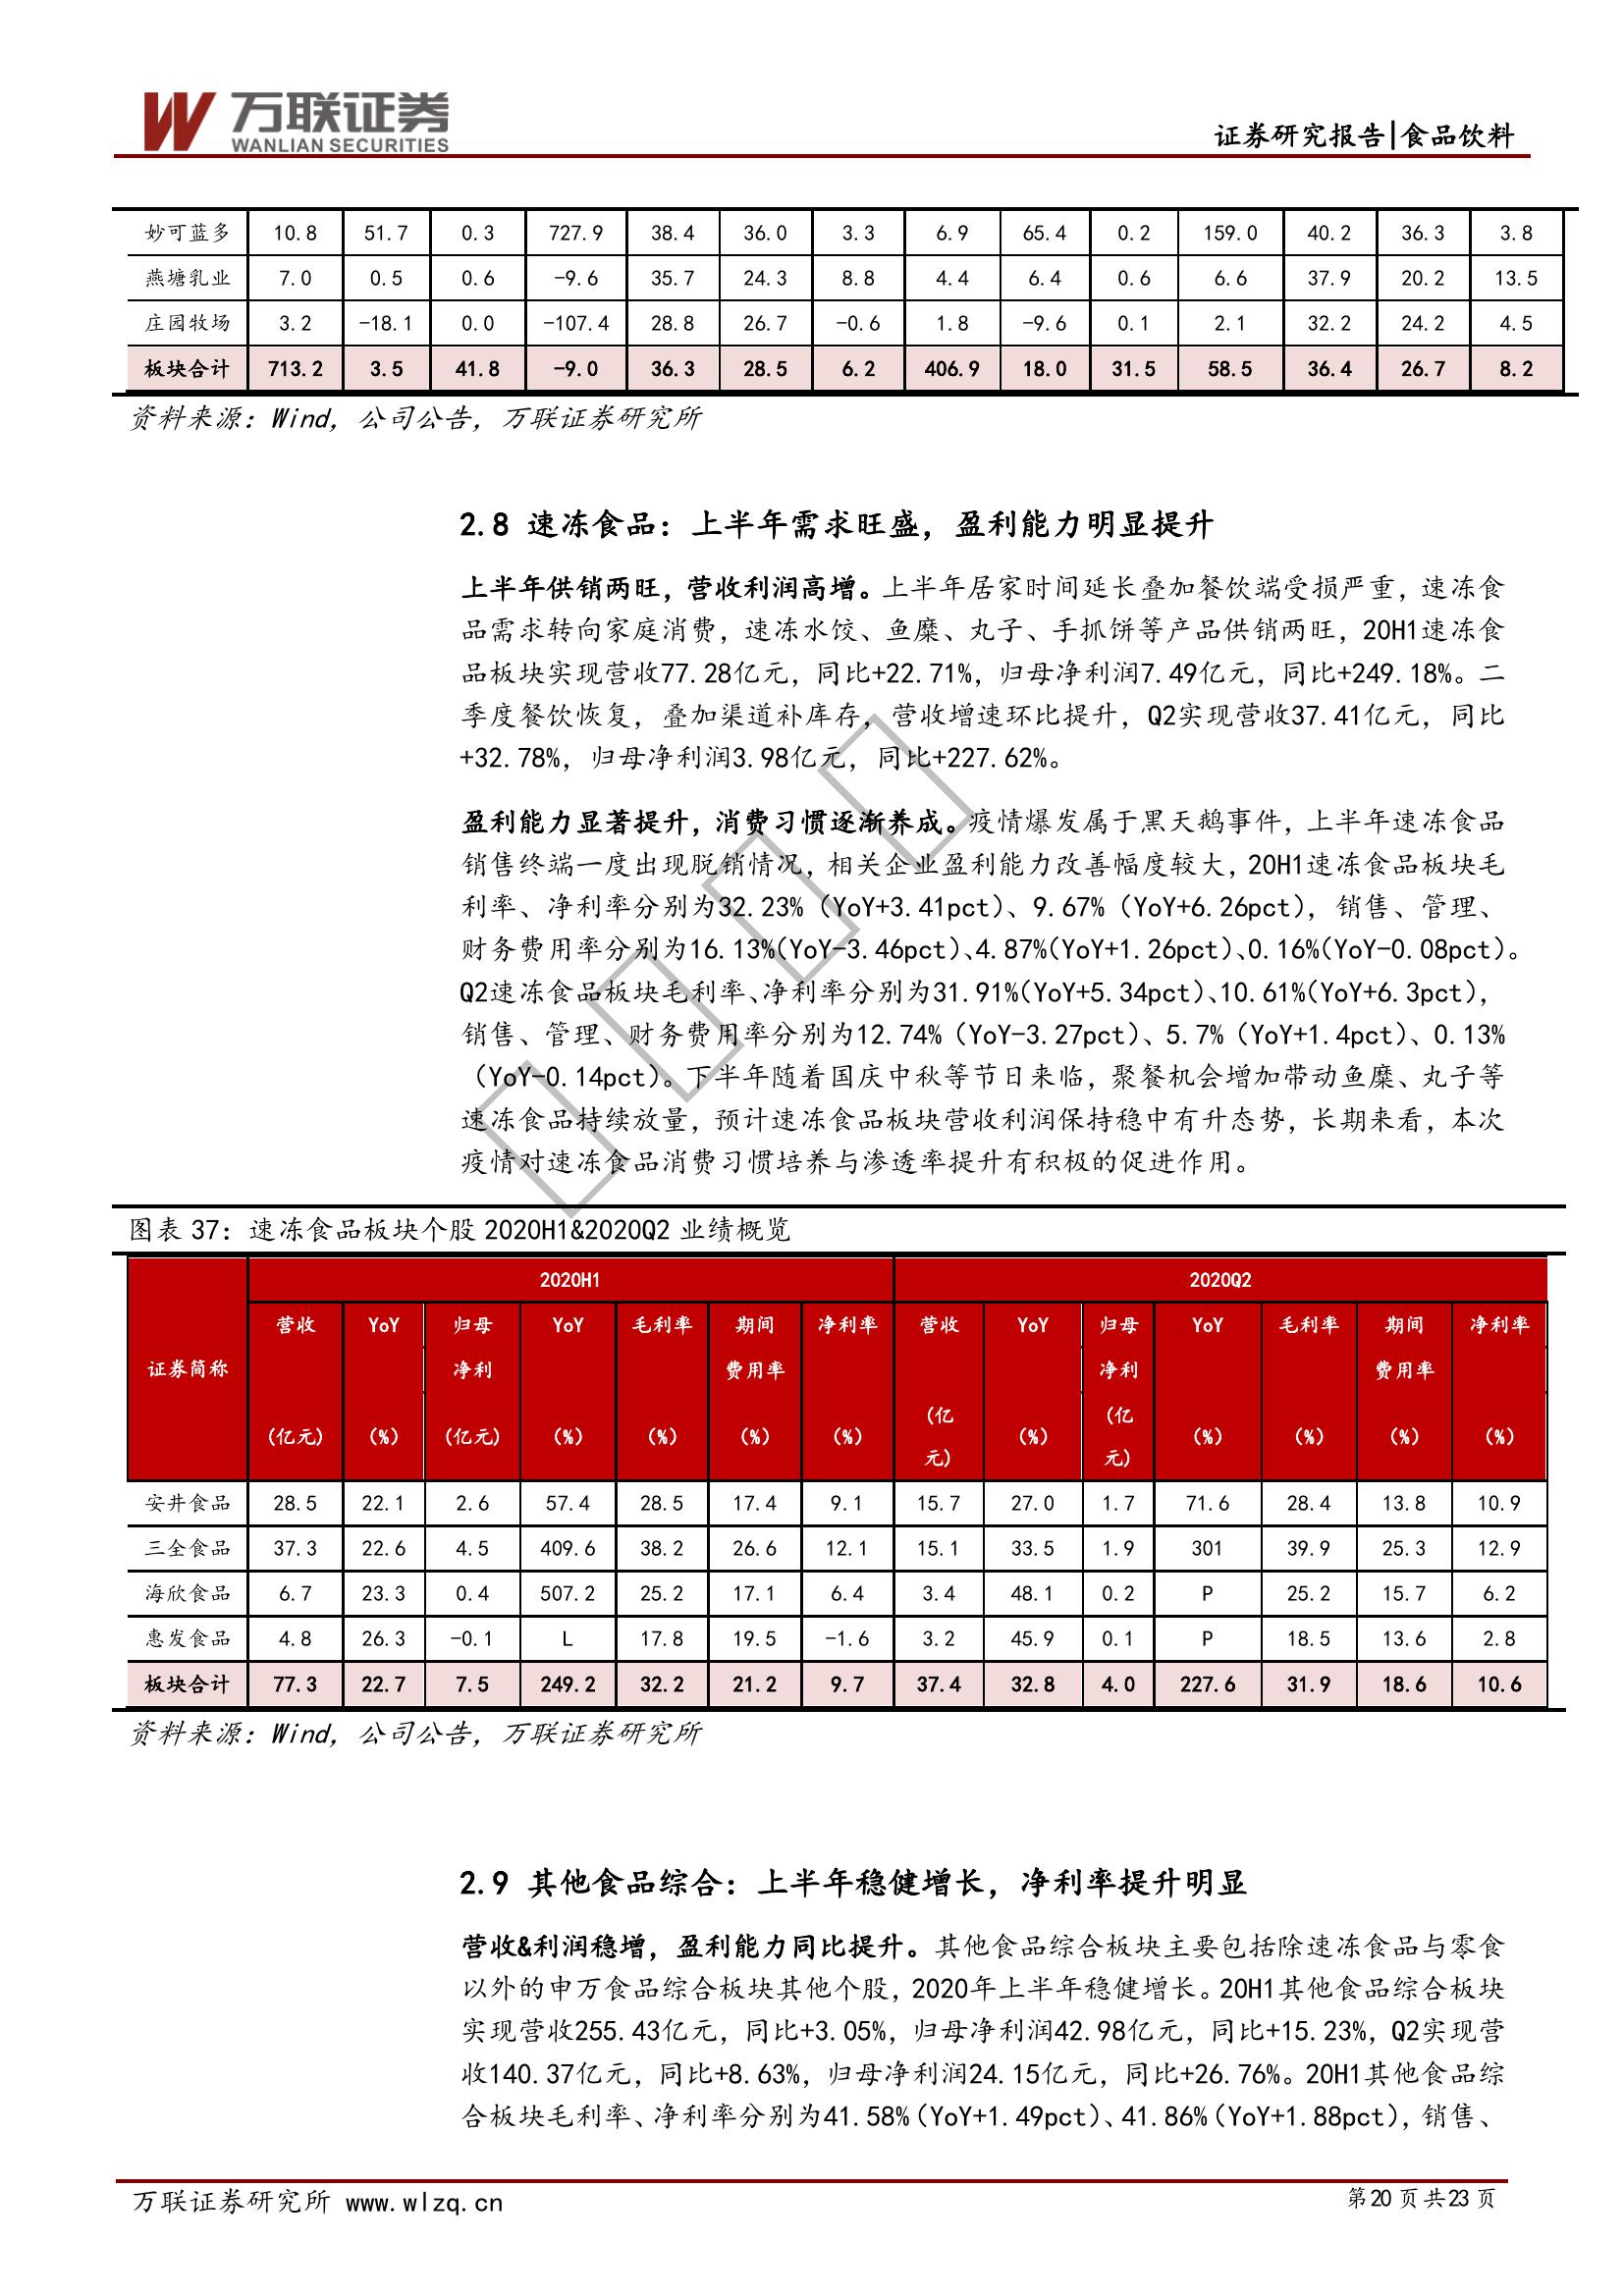 万联证券
WANLIAN SECURITIES
证券研究报告|食品饮料
妙可蓝多 10.8 51.7 0.3 727.9 38.4 36.0 3.3 6.9 65.4 0.2 159.0 40.2 36.3 3.8
燕塘乳业 7.0 0.5 0.6 -9.6 35.7 24.3 8.8 4.4 6.4 0.6 6.6 37.9 20.2 13.5
庄园牧场 3.2 -18.1 0.0 -107.4 28.8 26.7 -0.6 1.8 -9.6 0.1 2.1 32.2 24.2 4.5
板块合计 713.2 3.5 41.8 -9.0 36.3 28.5 6.2 406.9 18.0 31.5 58.5 36.4 26.7 8.2
资料来源：Wind，公司公告，万联证券研究所
2.8 速冻食品：上半年需求旺盛，盈利能力明显提升
上半年供销两旺，营收利润高增。上半年居家时间延长叠加餐饮端受损严重，速冻食
品需求转向家庭消费，速冻水饺、鱼糜、丸子、手抓饼等产品供销两旺，20H1速冻食
品板块实现营收77.28亿元，同比+22.71%，归母净利润7.49亿元，同比+249.18%。二
季度餐饮恢复，叠加渠道补库存，营收增速环比提升，Q2实现营收37.41亿元，同比
+32.78%，归母净利润3.98亿元，同比+227.62%。
盈利能力显著提升，消费习惯逐渐养成。疫情爆发属于黑天鹅事件，上半年速冻食品
销售终端一度出现脱销情况，相关企业盈利能力改善幅度较大，20H1速冻食品板块毛
利率、净利率分别为32.23%（YoY+3.41pct）、9.67%（YoY+6.26pct），销售、管理、
财务费用率分别为16.13%(YoY-3.46pct)、4.87%(YoY+1.26pct)、0.16%(YoY-0.08pct)。
Q2速冻食品板块毛利率、净利率分别为31.91%(YoY+5.34pct)、10.61%(YoY+6.3pct)，
销售、管理、财务费用率分别为12.74%（YoY-3.27pct）、5.7%（YoY+1.4pct）、0.13%
（YoY-0.14pct）。下半年随着国庆中秋等节日来临，聚餐机会增加带动鱼糜、丸子等
速冻食品持续放量，预计速冻食品板块营收利润保持稳中有升态势，长期来看，本次
疫情对速冻食品消费习惯培养与渗透率提升有积极的促进作用。
图表 37：速冻食品板块个股 2020H1&2020Q2 业绩概览
2020H1 2020Q2
营收 YoY 归母 YoY 毛利率 期间 净利率 营收 YoY 归母 YoY 毛利率 期间 净利率
证券简称 净利 费用率 净利 费用率
(亿元) (%) (亿元) (%) (%) (%) (%) (亿 (%) (亿 (%) (%) (%) (%)
元) 元)
安井食品 28.5 22.1 2.6 57.4 28.5 17.4 9.1 15.7 27.0 1.7 71.6 28.4 13.8 10.9
三全食品 37.3 22.6 4.5 409.6 38.2 26.6 12.1 15.1 33.5 1.9 301 39.9 25.3 12.9
海欣食品 6.7 23.3 0.4 507.2 25.2 17.1 6.4 3.4 48.1 0.2 P 25.2 15.7 6.2
惠发食品 4.8 26.3 -0.1 L 17.8 19.5 -1.6 3.2 45.9 0.1 P 18.5 13.6 2.8
板块合计 77.3 22.7 7.5 249.2 32.2 21.2 9.7 37.4 32.8 4.0 227.6 31.9 18.6 10.6
资料来源：Wind，公司公告，万联证券研究所
2.9 其他食品综合：上半年稳健增长，净利率提升明显
营收&利润稳增，盈利能力同比提升。其他食品综合板块主要包括除速冻食品与零食
以外的申万食品综合板块其他个股，2020年上半年稳健增长。20H1其他食品综合板块
实现营收255.43亿元，同比+3.05%，归母净利润42.98亿元，同比+15.23%，Q2实现营
收140.37亿元，同比+8.63%，归母净利润24.15亿元，同比+26.76%。20H1其他食品综
合板块毛利率、净利率分别为41.58%（YoY+1.49pct）、41.86%（YoY+1.88pct），销售、
万联证券研究所 www.wlzq.cn
第20 页 共23 页